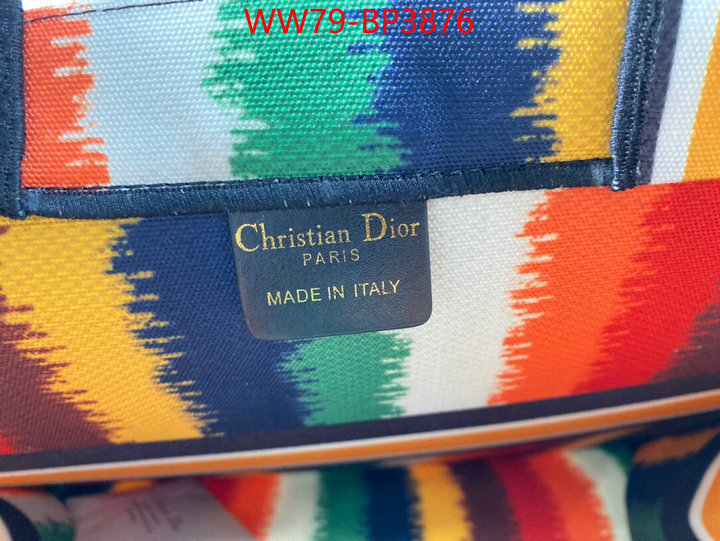 WW79-BP3876
Christian Dior
PARIS
MADE IN ITALY